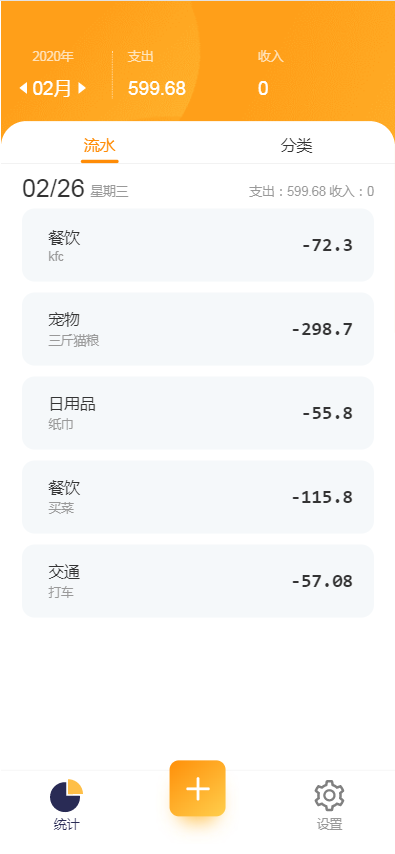 2020年 支出 收入
02月 599.68 0
流水 分类
02/26 星期三 支出：599.68 收入：0
餐饮
kfc
-72.3
宠物
三斤猫粮
-298.7
日用品
纸巾
-55.8
餐饮
买菜
-115.8
交通
打车
-57.08
统计 设置